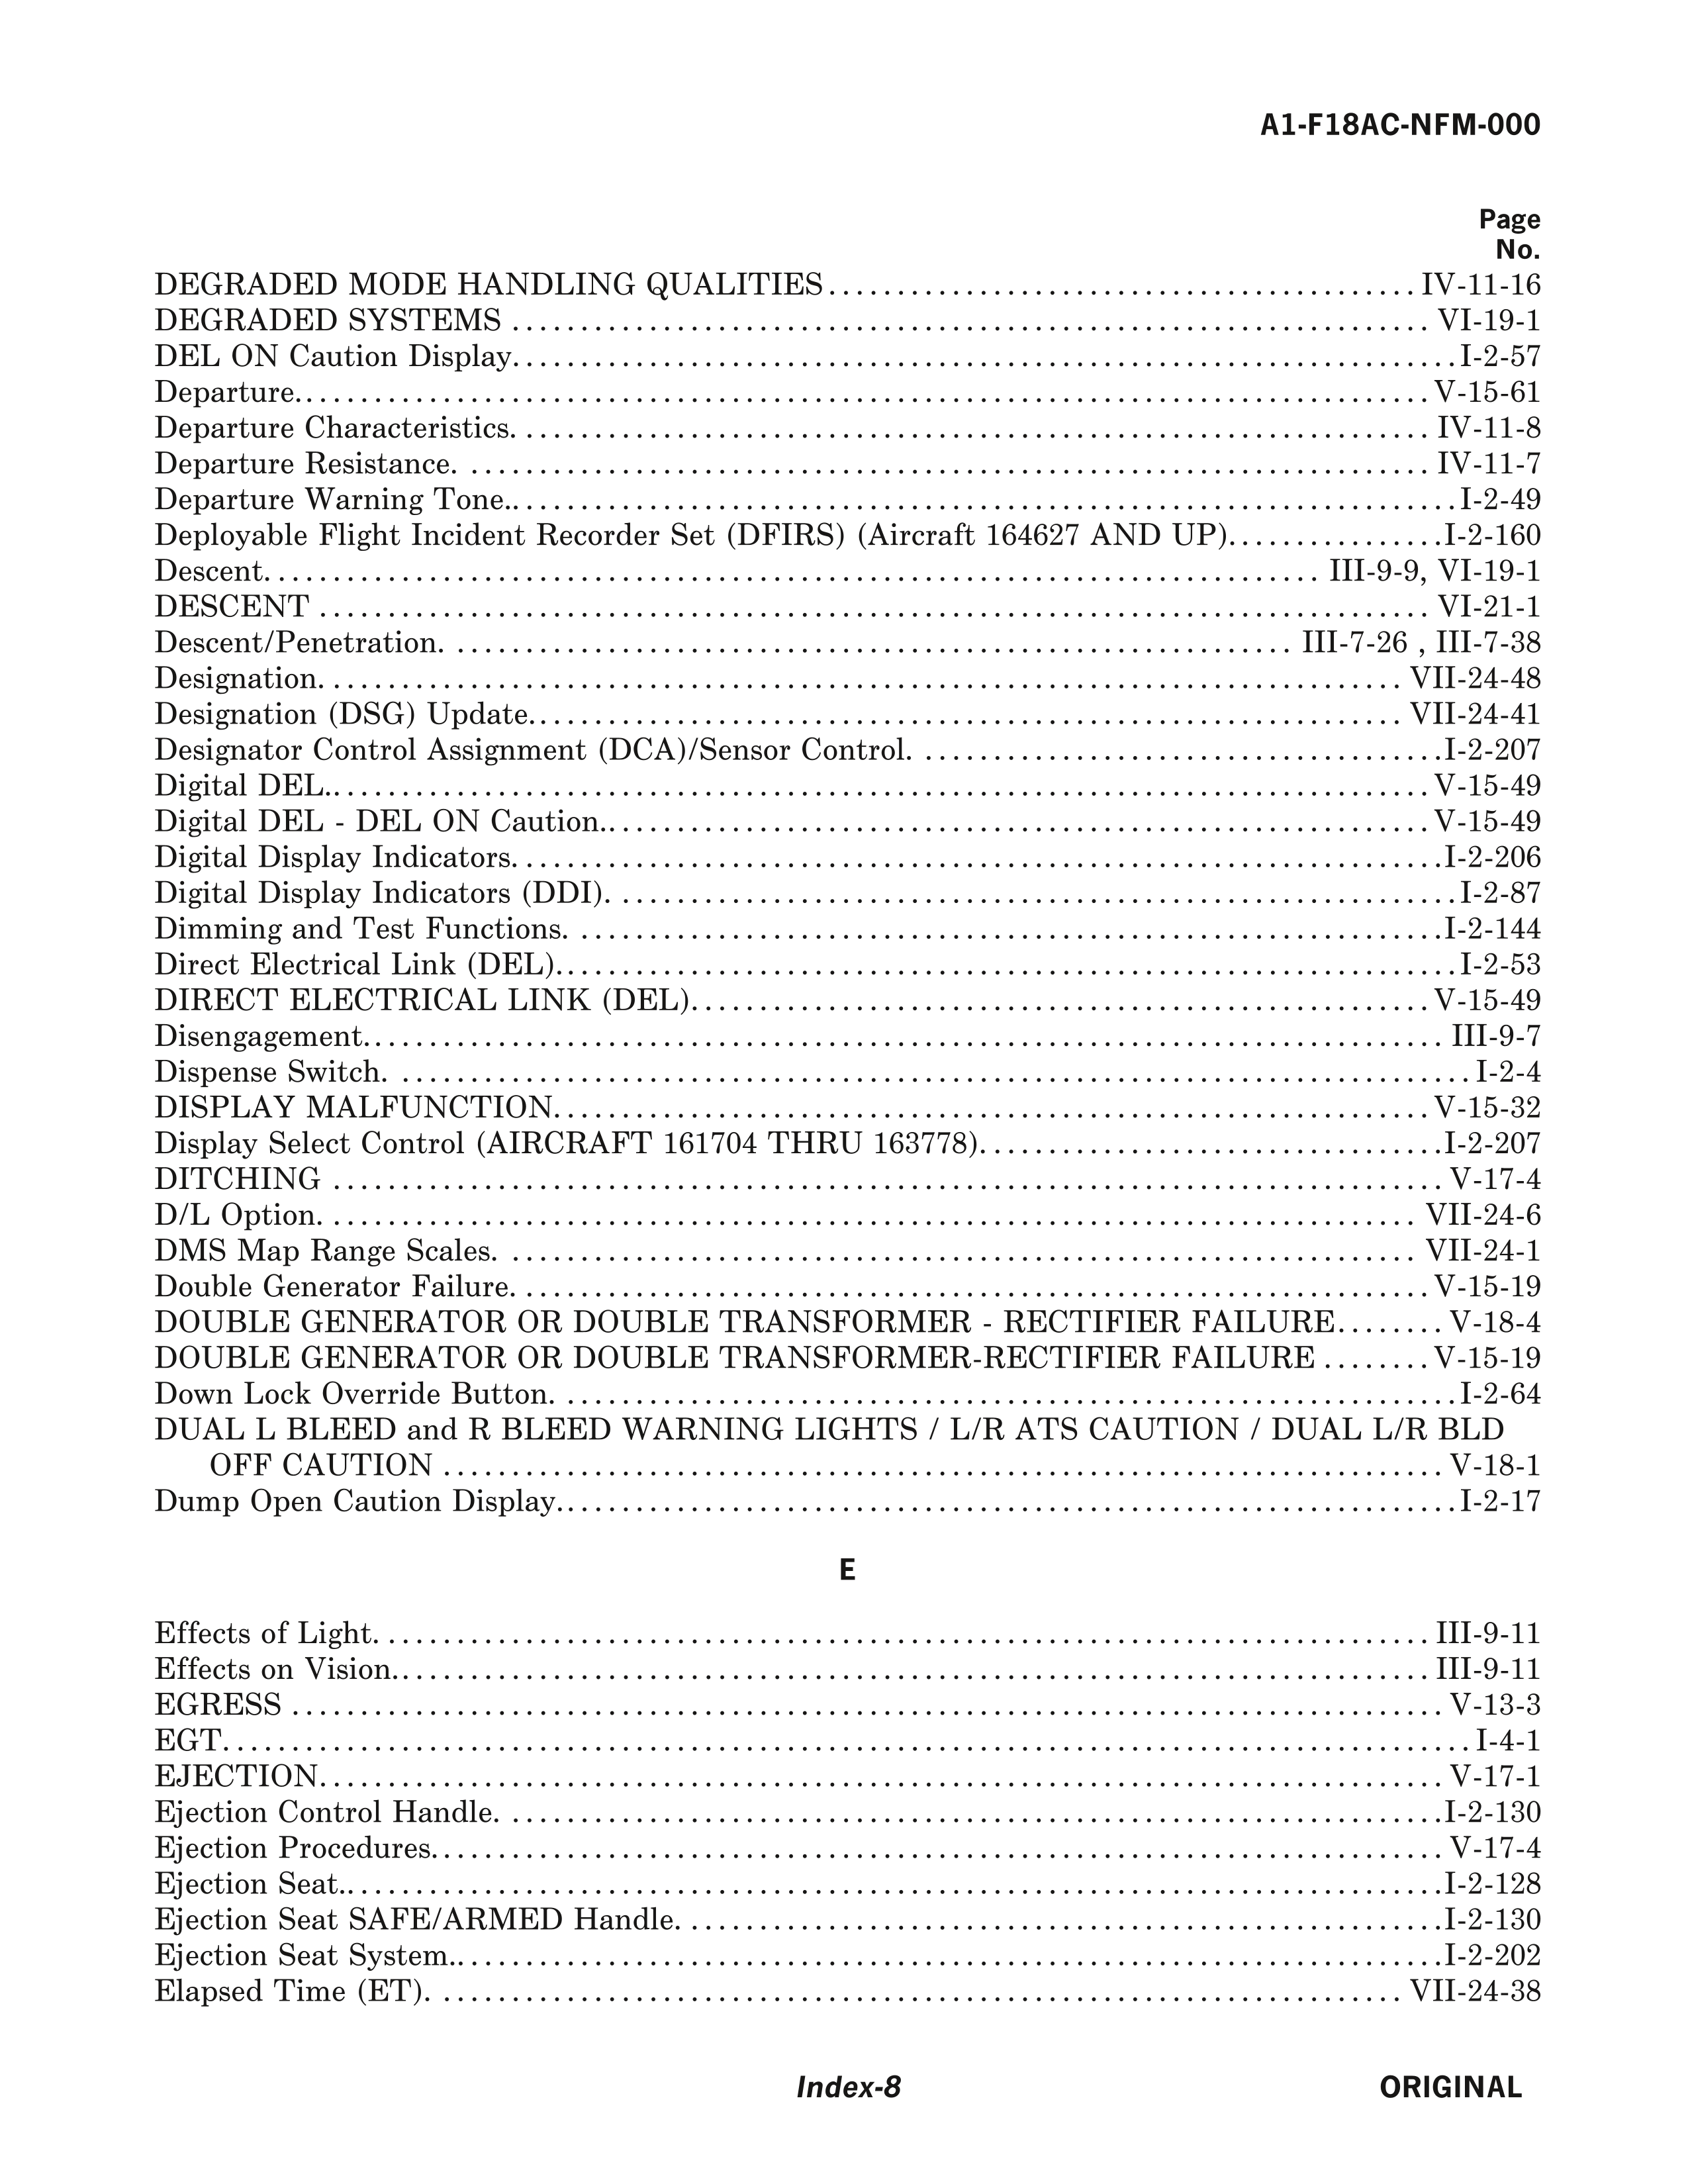 A1-F18AC-NFM-000
Page
No.
DEGRADED MODE HANDLING QUALITIES........................................... IV-11-16
DEGRADED SYSTEMS ................................................................... VI-19-1
DEL ON Caution Display.....................................................................I-2-57
Departure................................................................................... V-15-61
Departure Characteristics. .................................................................. IV-11-8
Departure Resistance. ...................................................................... IV-11-7
Departure Warning Tone......................................................................I-2-49
Deployable Flight Incident Recorder Set (DFIRS) (Aircraft 164627 AND UP)................I-2-160
Descent............................................................................. III-9-9, VI-19-1
DESCENT ................................................................................. VI-21-1
Descent/Penetration. ............................................................. III-7-26 , III-7-38
Designation............................................................................... VII-24-48
Designation (DSG) Update................................................................ VII-24-41
Designator Control Assignment (DCA)/Sensor Control. ......................................I-2-207
Digital DEL................................................................................. V-15-49
Digital DEL - DEL ON Caution............................................................. V-15-49
Digital Display Indicators....................................................................I-2-206
Digital Display Indicators (DDI)..............................................................I-2-87
Dimming and Test Functions. ...............................................................I-2-144
Direct Electrical Link (DEL)..................................................................I-2-53
DIRECT ELECTRICAL LINK (DEL)...................................................... V-15-49
Disengagement............................................................................... III-9-7
Dispense Switch. ..............................................................................I-2-4
DISPLAY MALFUNCTION................................................................ V-15-32
Display Select Control (AIRCRAFT 161704 THRU 163778)..................................I-2-207
DITCHING ................................................................................. V-17-4
D/L Option................................................................................ VII-24-6
DMS Map Range Scales. .................................................................. VII-24-1
Double Generator Failure................................................................... V-15-19
DOUBLE GENERATOR OR DOUBLE TRANSFORMER - RECTIFIER FAILURE........ V-18-4
DOUBLE GENERATOR OR DOUBLE TRANSFORMER-RECTIFIER FAILURE ........ V-15-19
Down Lock Override Button. .................................................................I-2-64
DUAL L BLEED and R BLEED WARNING LIGHTS / L/R ATS CAUTION / DUAL L/R BLD
OFF CAUTION ......................................................................... V-18-1
Dump Open Caution Display..................................................................I-2-17
E
Effects of Light............................................................................. III-9-11
Effects on Vision............................................................................ III-9-11
EGRESS .................................................................................... V-13-3
EGT........................................................................................... I-4-1
EJECTION.................................................................................. V-17-1
Ejection Control Handle. ....................................................................I-2-130
Ejection Procedures.......................................................................... V-17-4
Ejection Seat.................................................................................I-2-128
Ejection Seat SAFE/ARMED Handle. .......................................................I-2-130
Ejection Seat System.........................................................................I-2-202
Elapsed Time (ET). ....................................................................... VII-24-38
Index-8
ORIGINAL